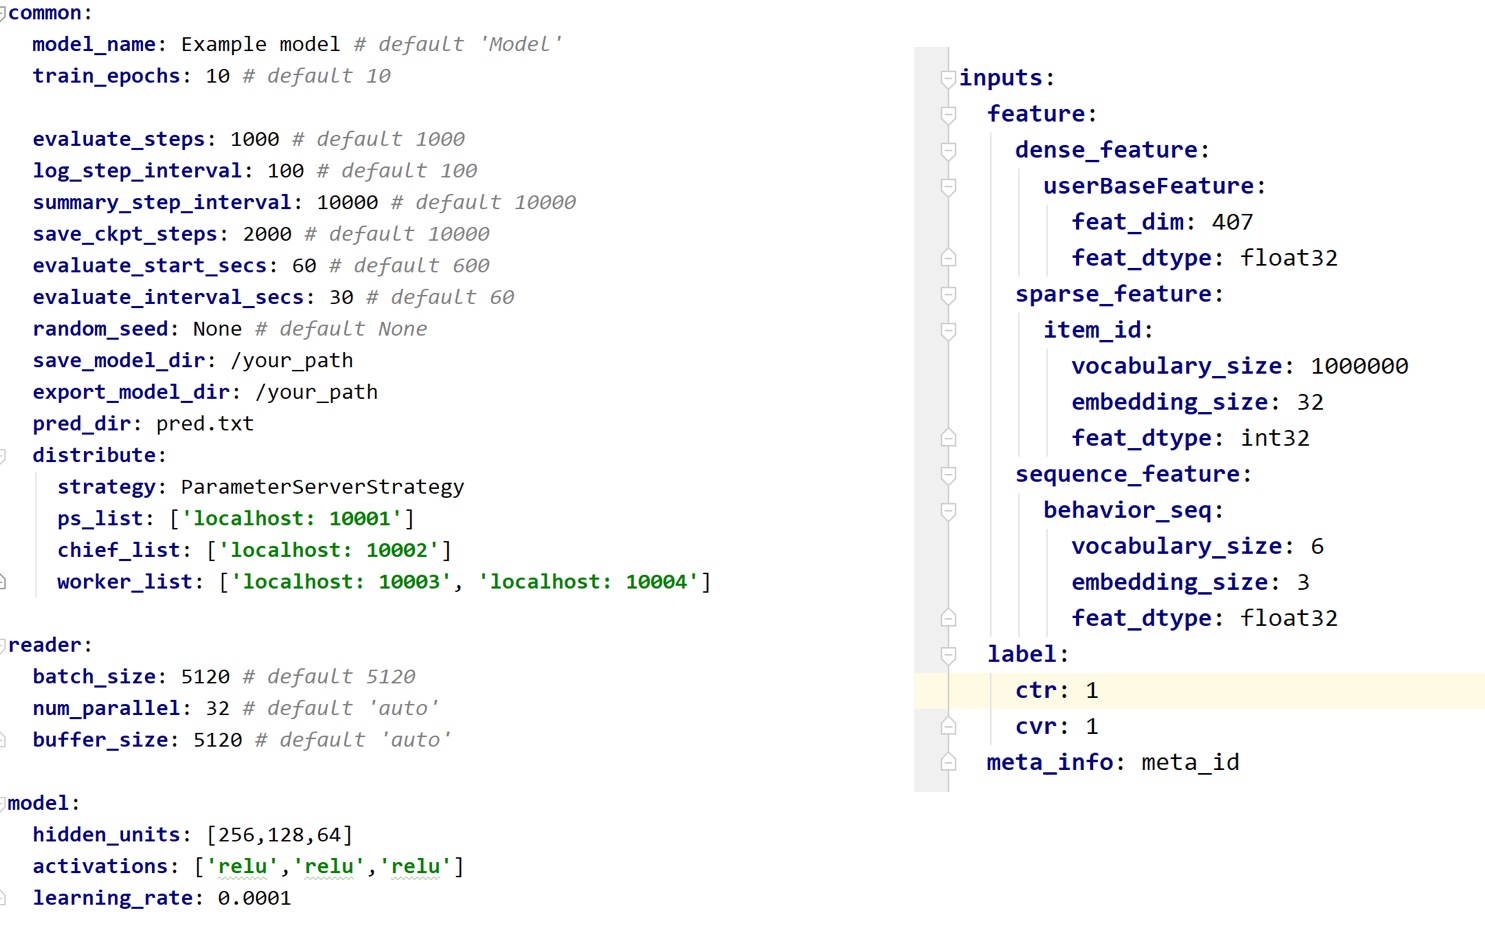 common:
model_name: Example model # default 'Model'
train_epochs: 10 # default 10
evaluate_steps: 1000 # default 1000
log_step_interval: 100 # default 100
summary_step_interval: 10000 # default 10000
save_ckpt_steps: 2000 # default 10000
evaluate_start_secs: 60 # default 600
evaluate_interval_secs: 30 # default 60
random_seed: None # default None
save_model_dir: /your_path
export_model_dir: /your_path
pred_dir: pred.txt
distribute:
strategy: ParameterServerStrategy
ps_list: ['localhost: 10001']
chief_list: ['localhost: 10002']
worker_list: ['localhost: 10003', 'localhost: 10004']
reader:
batch_size: 5120 # default 5120
num_parallel: 32 # default 'auto'
buffer_size: 5120 # default 'auto'
model:
hidden_units: [256,128,64]
activations: ['relu','relu','relu']
learning_rate: 0.0001
inputs:
feature:
dense_feature:
userBaseFeature:
feat_dim: 407
feat_dtype: float32
sparse_feature:
item_id:
vocabulary_size: 1000000
embedding_size: 32
feat_dtype: int32
sequence_feature:
behavior_seq:
vocabulary_size: 6
embedding_size: 3
feat_dtype: float32
label:
ctr: 1
cvr: 1
meta_info: meta_id